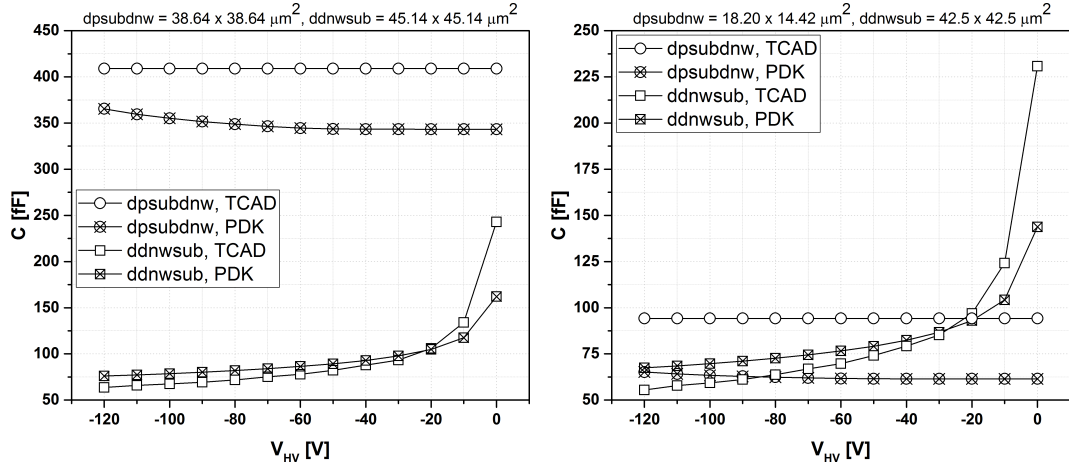 dpsubdnw = 38.64 x 38.64 μm², ddnwsub = 45.14 x 45.14 μm²
450
400
350
300
250
200
150
100
50
C [fF]
dpsubdnw, TCAD
dpsubdnw, PDK
ddnwsub, TCAD
ddnwsub, PDK
-120 -100 -80 -60 -40 -20 0
V_HV [V]
dpsubdnw = 18.20 x 14.42 μm², ddnwsub = 42.5 x 42.5 μm²
250
225
200
175
150
125
100
75
50
C [fF]
dpsubdnw, TCAD
dpsubdnw, PDK
ddnwsub, TCAD
ddnwsub, PDK
-120 -100 -80 -60 -40 -20 0
V_HV [V]